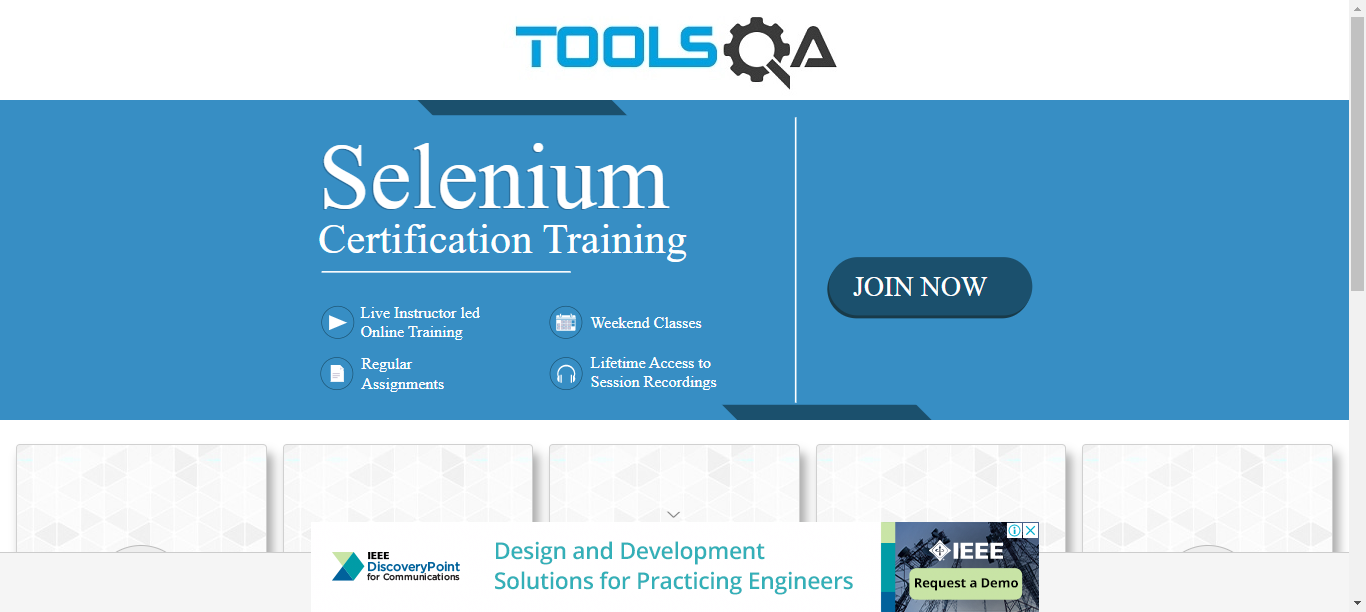 TOOLSQA
Selenium
Certification Training
Live Instructor led
Online Training
Weekend Classes
Regular
Assignments
Lifetime Access to
Session Recordings
JOIN NOW
IEEE
DiscoveryPoint
for Communications
Design and Development
Solutions for Practicing Engineers
IEEE
Request a Demo